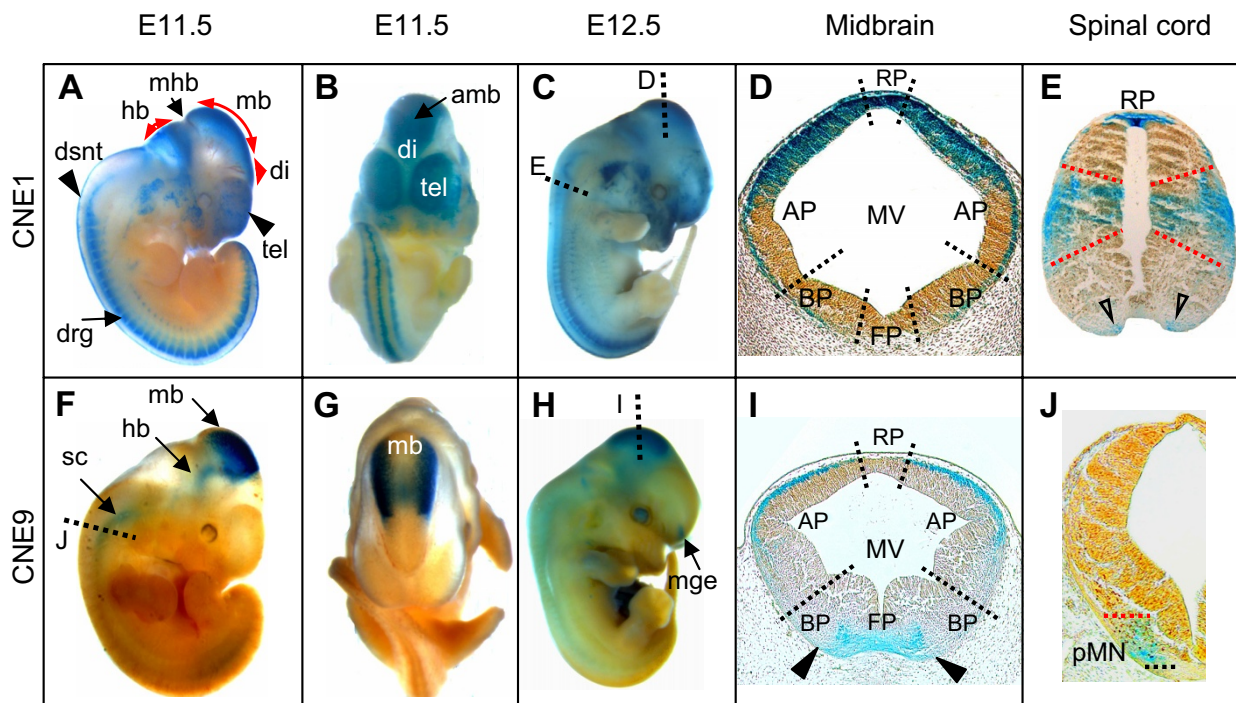 E11.5 E11.5 E12.5 Midbrain Spinal cord
CNE1
A
mhb
hb
mb
dsnt
di
tel
drg
B
amb
di
tel
C
D
E
D
RP
AP MV AP
BP BP
FP
E
RP
CNE9
F
mb
hb
sc
J
G
mb
H
I
mge
I
RP
AP AP
MV
BP FP BP
J
pMN